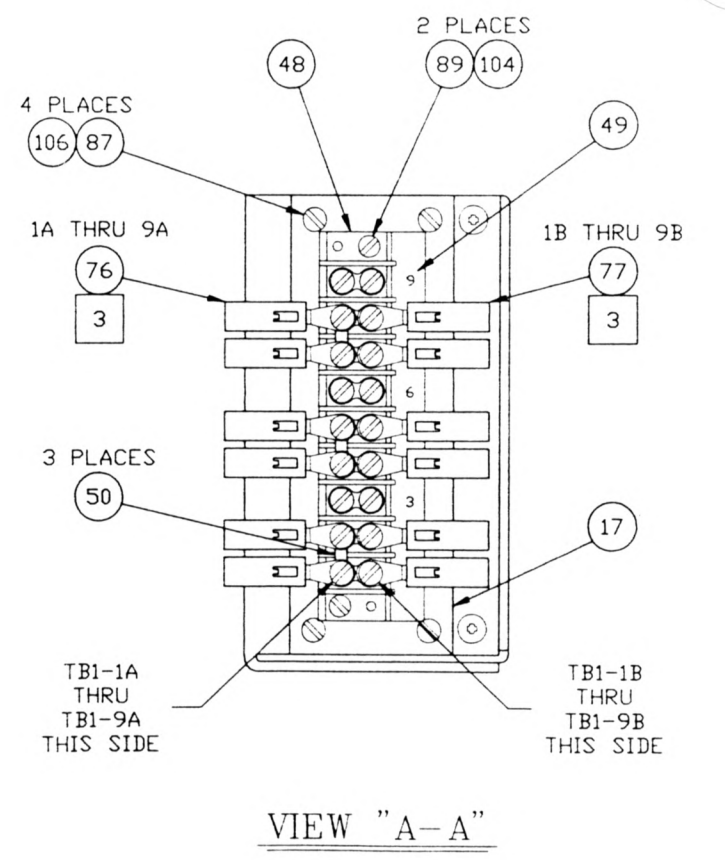 2 PLACES
48
89 104
4 PLACES
106 87
49
1A THRU 9A
76
3
1B THRU 9B
77
3
9
6
3 PLACES
50
3
17
TB1-1A
THRU
TB1-9A
THIS SIDE
TB1-1B
THRU
TB1-9B
THIS SIDE
VIEW "A-A"